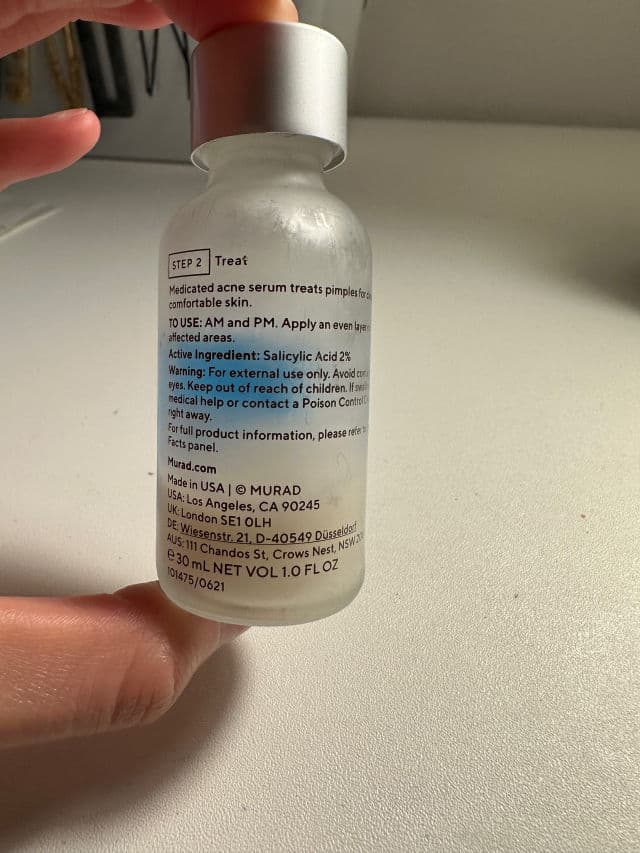 STEP 2 Treat
Medicated acne serum treats pimples for
comfortable skin.
TO USE: AM and PM. Apply an even
affected areas.
Active Ingredient: Salicylic Acid 2%
Warning: For external use only. Avoid
eyes. Keep out of reach of children. If
medical help or contact a Poison Control
right away.
For full product information, please refer
Facts panel.
Murad.com
Made in USA | © MURAD
USA: Los Angeles, CA 90245
UK: London SE1 0LH
DE: Wiesenstr. 21, D-40549 Düsseldorf
AUS: 111 Chandos St, Crows Nest, NSW
℮ 30 mL NET VOL 1.0 FL OZ
101475/0621